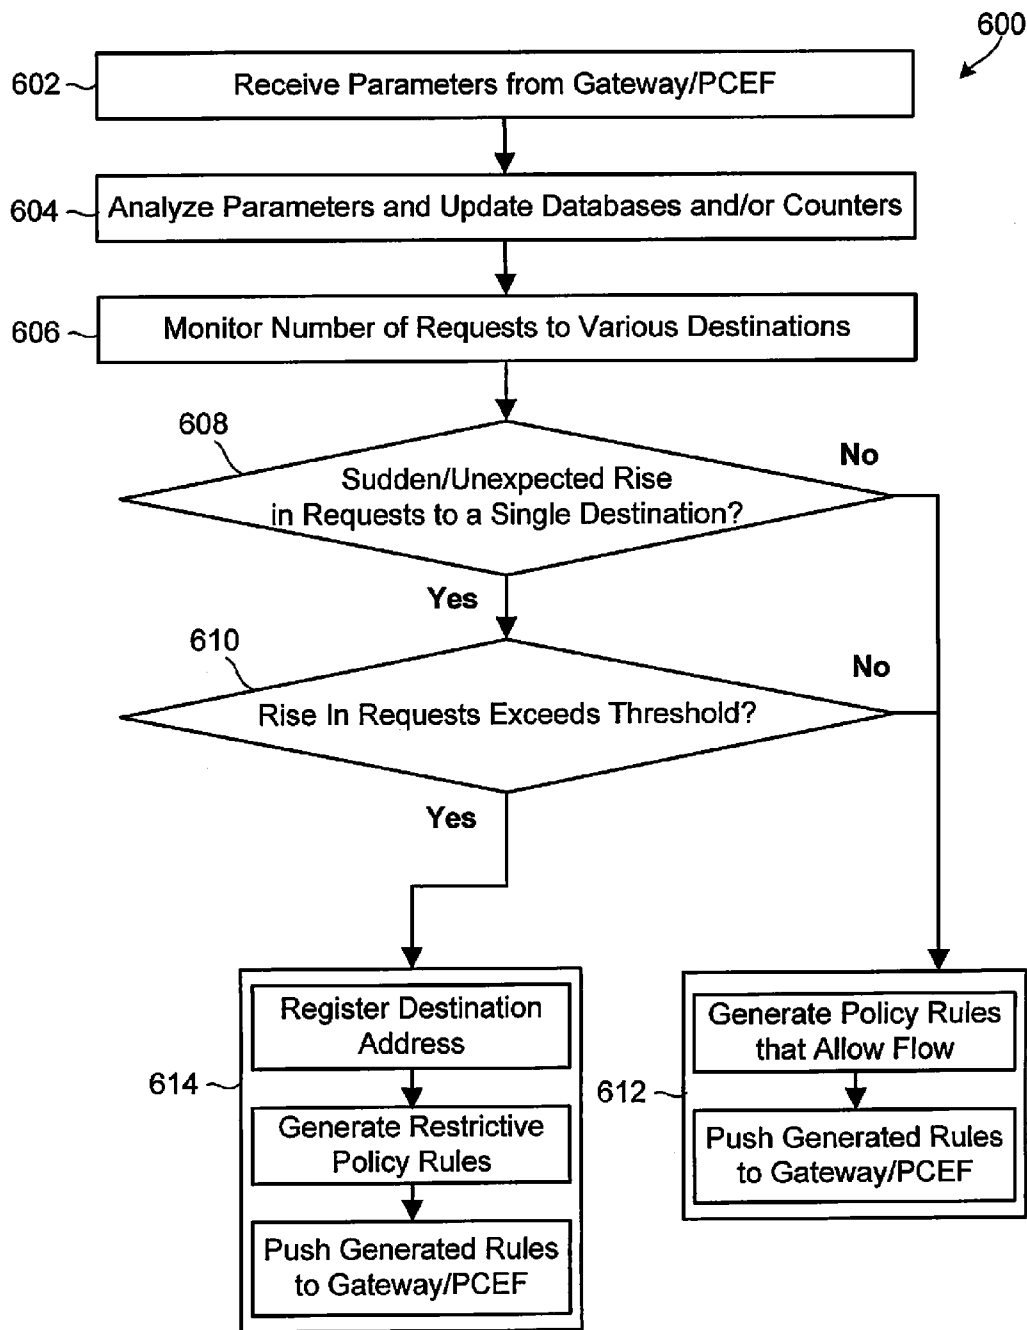 600
602
Receive Parameters from Gateway/PCEF
604
Analyze Parameters and Update Databases and/or Counters
606
Monitor Number of Requests to Various Destinations
608
Sudden/Unexpected Rise
in Requests to a Single Destination?
No
Yes
610
Rise In Requests Exceeds Threshold?
No
Yes
614
Register Destination
Address
Generate Restrictive
Policy Rules
Push Generated Rules
to Gateway/PCEF
612
Generate Policy Rules
that Allow Flow
Push Generated Rules
to Gateway/PCEF